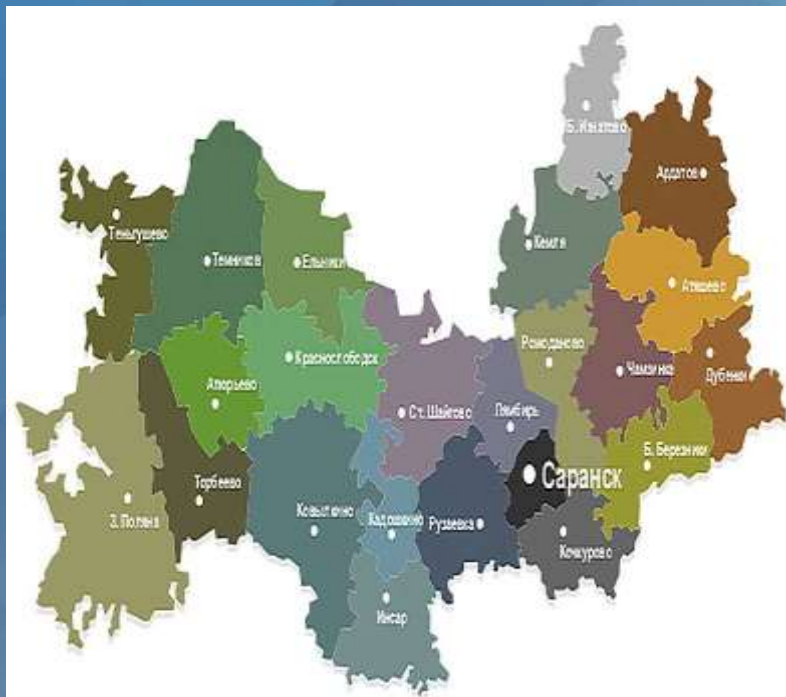 Б. Игнатово
Ардатов
Теньгушево
Кемля
Темников
Ельники
Атяшево
Ромоданово
Краснослободск
Чамзинка
Дубенки
Атюрьево
Ст. Шайгово
Лямбирь
Б. Березники
Саранск
Торбеево
З. Поляна
Ковылкино
Кадошкино
Рузаевка
Кочкурово
Инсар